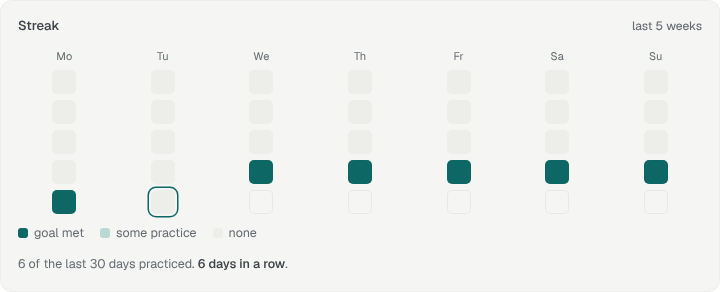 Streak
last 5 weeks
Mo Tu We Th Fr Sa Su
goal met some practice none
6 of the last 30 days practiced. 6 days in a row.